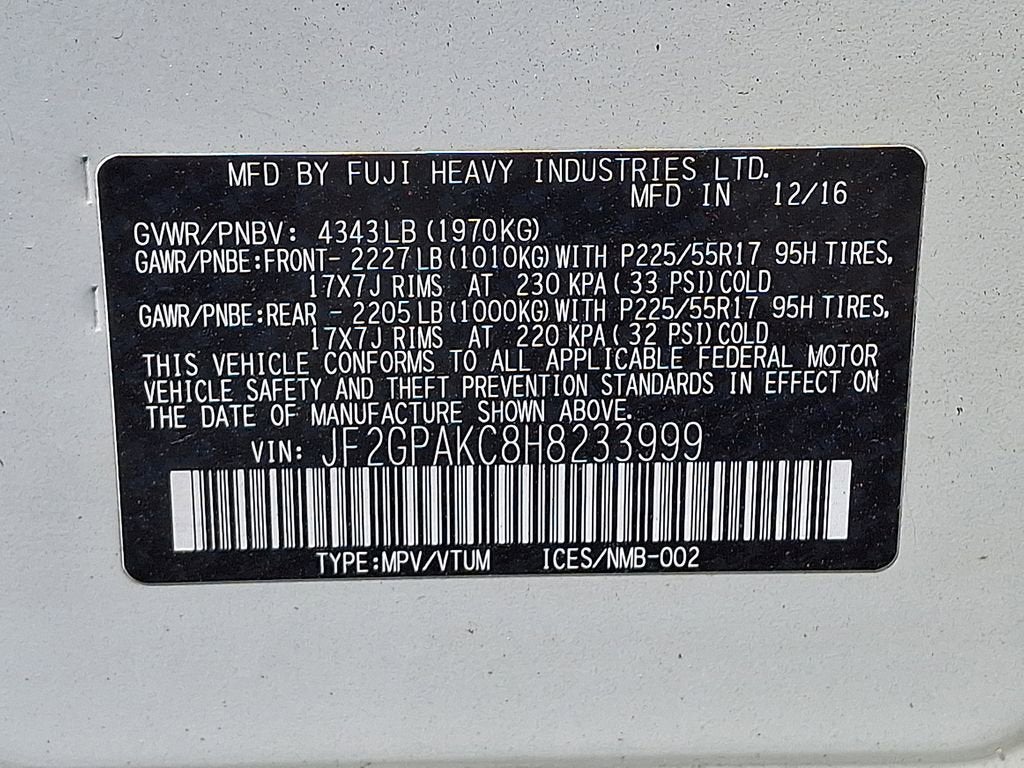 MFD BY FUJI HEAVY INDUSTRIES LTD.
MFD IN 12/16
GVWR/PNBV: 4343LB (1970KG)
GAWR/PNBE:FRONT- 2227 LB (1010KG) WITH P225/55R17 95H TIRES,
17X7J RIMS AT 230 KPA ( 33 PSI) COLD
GAWR/PNBE:REAR - 2205 LB (1000KG) WITH P225/55R17 95H TIRES,
17X7J RIMS AT 220 KPA ( 32 PSI) COLD
THIS VEHICLE CONFORMS TO ALL APPLICABLE FEDERAL MOTOR
VEHICLE SAFETY AND THEFT PREVENTION STANDARDS IN EFFECT ON
THE DATE OF MANUFACTURE SHOWN ABOVE.
VIN: JF2GPAKC8H8233999
TYPE:MPV/VTUM ICES/NMB-002